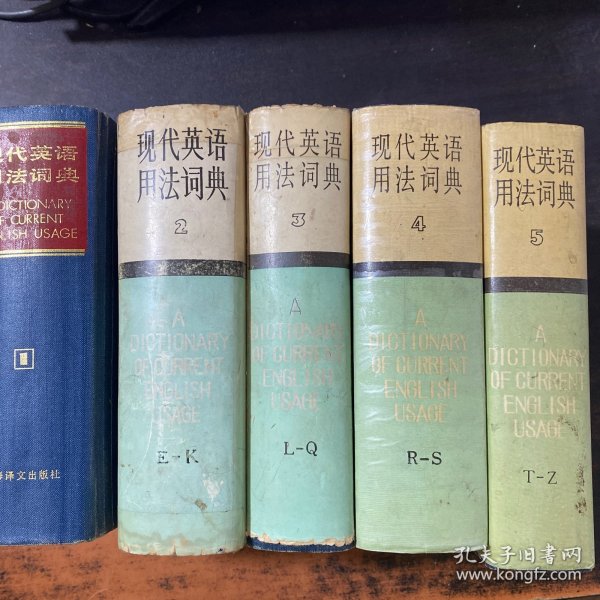 现代英语
用法词典
DICTIONARY
OF CURRENT
ENGLISH USAGE
1
译文出版社
现代英语
用法词典
2
A
DICTIONARY
OF CURRENT
ENGLISH
USAGE
E-K
现代英语
用法词典
3
A
DICTIONARY
OF CURRENT
ENGLISH
USAGE
L-Q
现代英语
用法词典
4
A
DICTIONARY
OF CURRENT
ENGLISH
USAGE
R-S
现代英语
用法词典
5
A
DICTIONARY
OF CURRENT
ENGLISH
USAGE
T-Z
孔夫子旧书网
www.kongfz.com